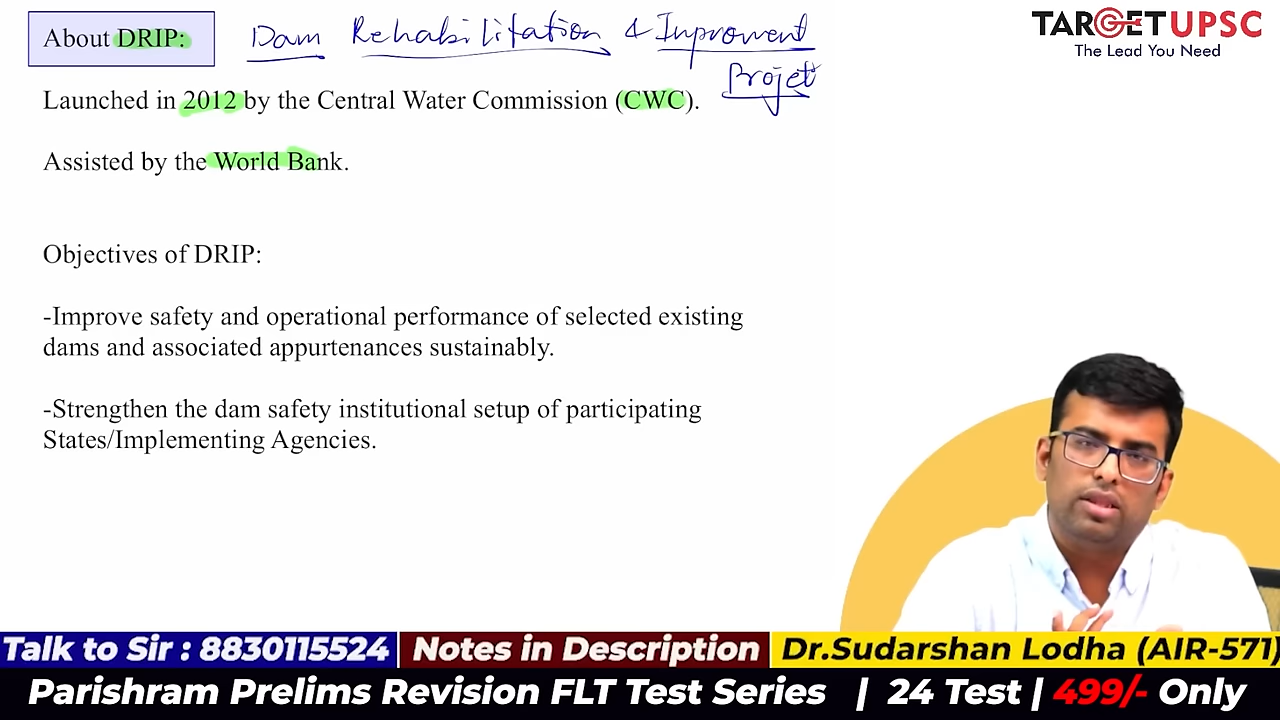 About DRIP: Dam Rehabilitation & Improvement
Project
TARGET UPSC
The Lead You Need
Launched in 2012 by the Central Water Commission (CWC).
Assisted by the World Bank.
Objectives of DRIP:
-Improve safety and operational performance of selected existing
dams and associated appurtenances sustainably.
-Strengthen the dam safety institutional setup of participating
States/Implementing Agencies.
Talk to Sir : 8830115524 Notes in Description Dr.Sudarshan Lodha (AIR-571)
Parishram Prelims Revision FLT Test Series | 24 Test | 499/- Only